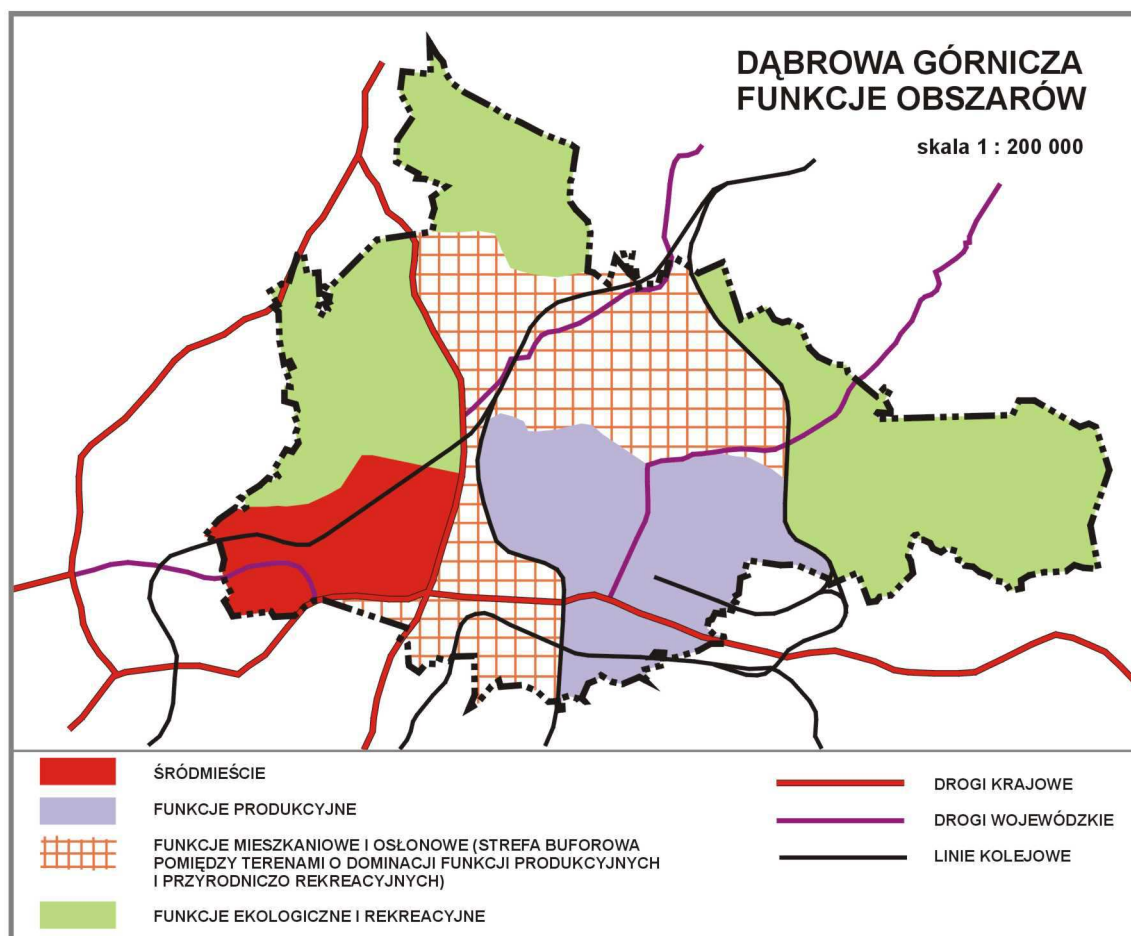 DĄBROWA GÓRNICZA
FUNKCJE OBSZARÓW
skala 1 : 200 000
ŚRÓDMIEŚCIE
FUNKCJE PRODUKCYJNE
FUNKCJE MIESZKANIOWE I OSŁONOWE (STREFA BUFOROWA
POMIĘDZY TERENAMI O DOMINACJI FUNKCJI PRODUKCYJNYCH
I PRZYRODNICZO REKREACYJNYCH)
FUNKCJE EKOLOGICZNE I REKREACYJNE
DROGI KRAJOWE
DROGI WOJEWÓDZKIE
LINIE KOLEJOWE